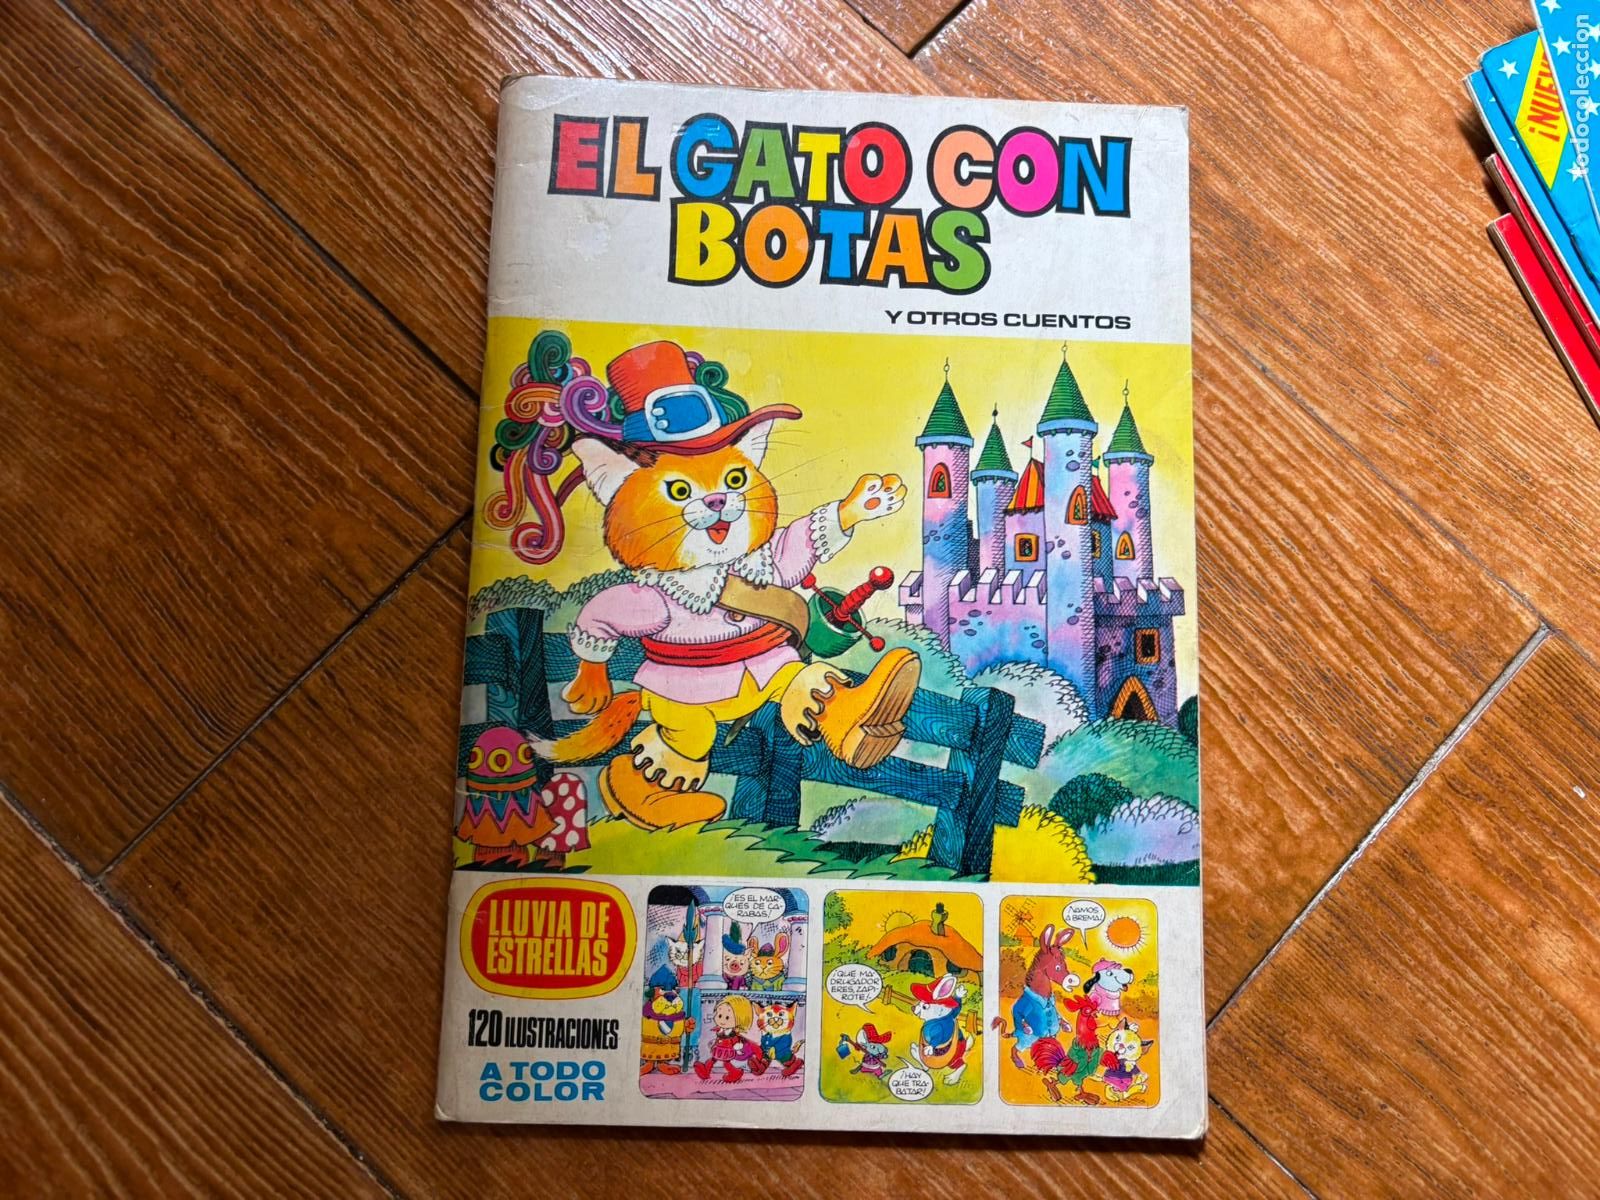 EL GATO CON
BOTAS
Y OTROS CUENTOS
LLUVIA DE
ESTRELLAS
120 ILUSTRACIONES
A TODO
COLOR
¡ES EL MAR-
QUÉS DE CA-
RABAS!
¡QUÉ MA-
DRUGADOR
ERES, ZAPI-
ROTE!
¡HAY
QUE TRA-
BAJAR!
¡VAMOS
A BREMA!
todocoleccion